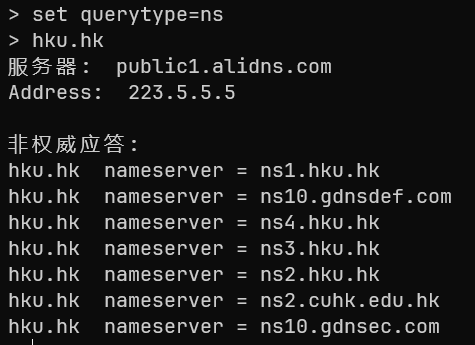 > set querytype=ns
> hku.hk
服务器:  public1.alidns.com
Address:  223.5.5.5

非权威应答:
hku.hk  nameserver = ns1.hku.hk
hku.hk  nameserver = ns10.gdnsdef.com
hku.hk  nameserver = ns4.hku.hk
hku.hk  nameserver = ns3.hku.hk
hku.hk  nameserver = ns2.hku.hk
hku.hk  nameserver = ns2.cuhk.edu.hk
hku.hk  nameserver = ns10.gdnsec.com